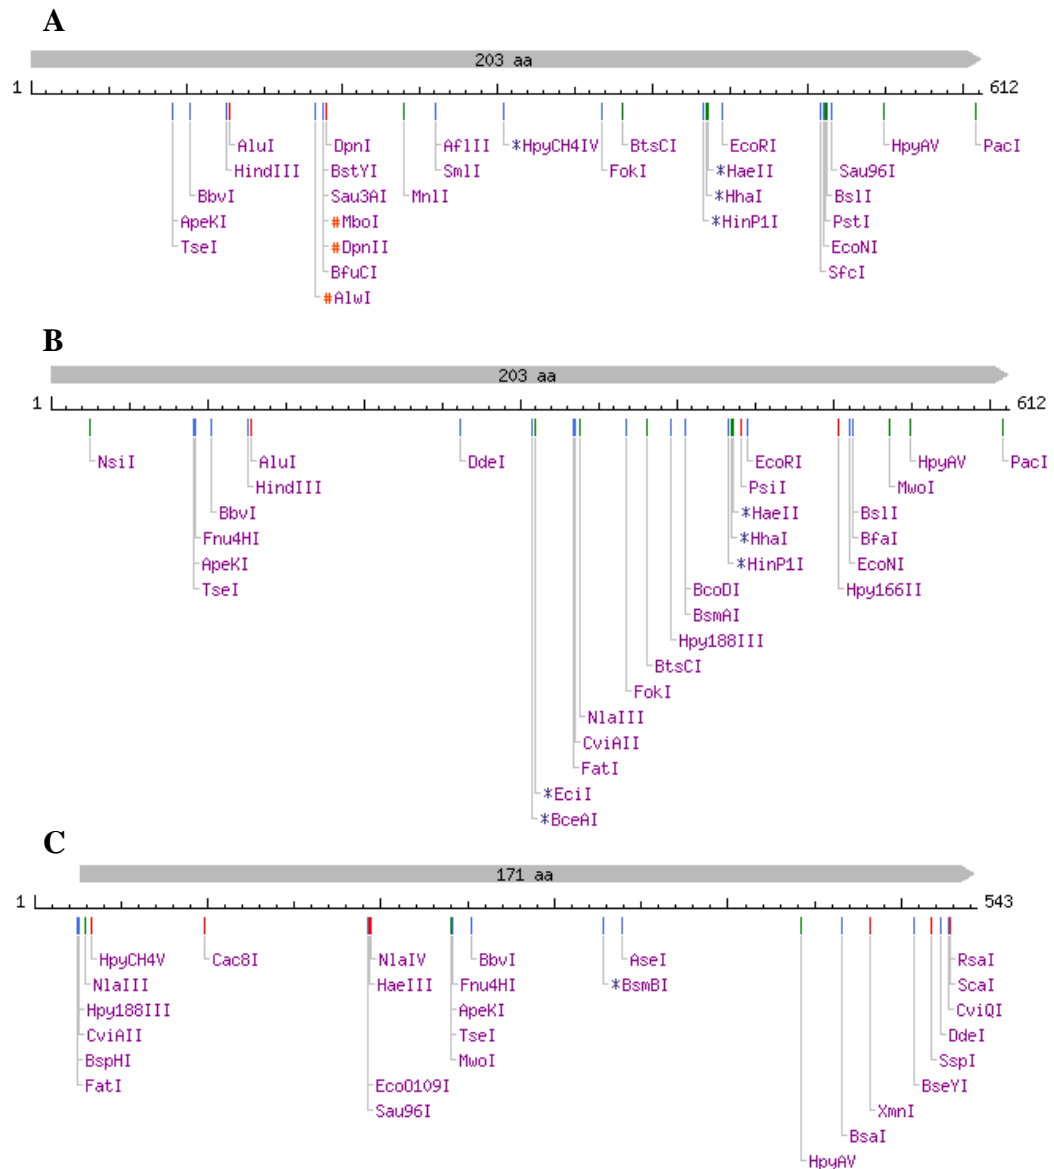 A
203 aa
1 612
AluI DpnI AflII *HpyCH4IV BtsCI EcoRI HpyAV PacI
HindIII BstYI SmlI FokI *HaeII Sau96I
BbvI Sau3AI MnlI *HhaI BslI
ApeKI #MboI *HinP1I PstI
TseI #DpnII EcoNI
BfuCI SfcI
#AlwI
B
203 aa
1 612
NsiI AluI DdeI EcoRI HpyAV PacI
HindIII PsiI MwoI
BbvI *HaeII BslI
Fnu4HI *HhaI BfaI
ApeKI *HinP1I EcoNI
TseI BcoDI Hpy166II
BsmAI
Hpy188III
BtsCI
FokI
NlaIII
CviAII
FatI
*EciI
*BceAI
C
171 aa
1 543
HpyCH4V Cac8I NlaIV BbvI AseI RsaI
NlaIII HaeIII Fnu4HI *BsmBI ScaI
Hpy188III ApeKI CviQI
CviAII TseI DdeI
BspHI MwoI SspI
FatI EcoO109I BseYI
Sau96I XmnI
BsaI
HpyAV